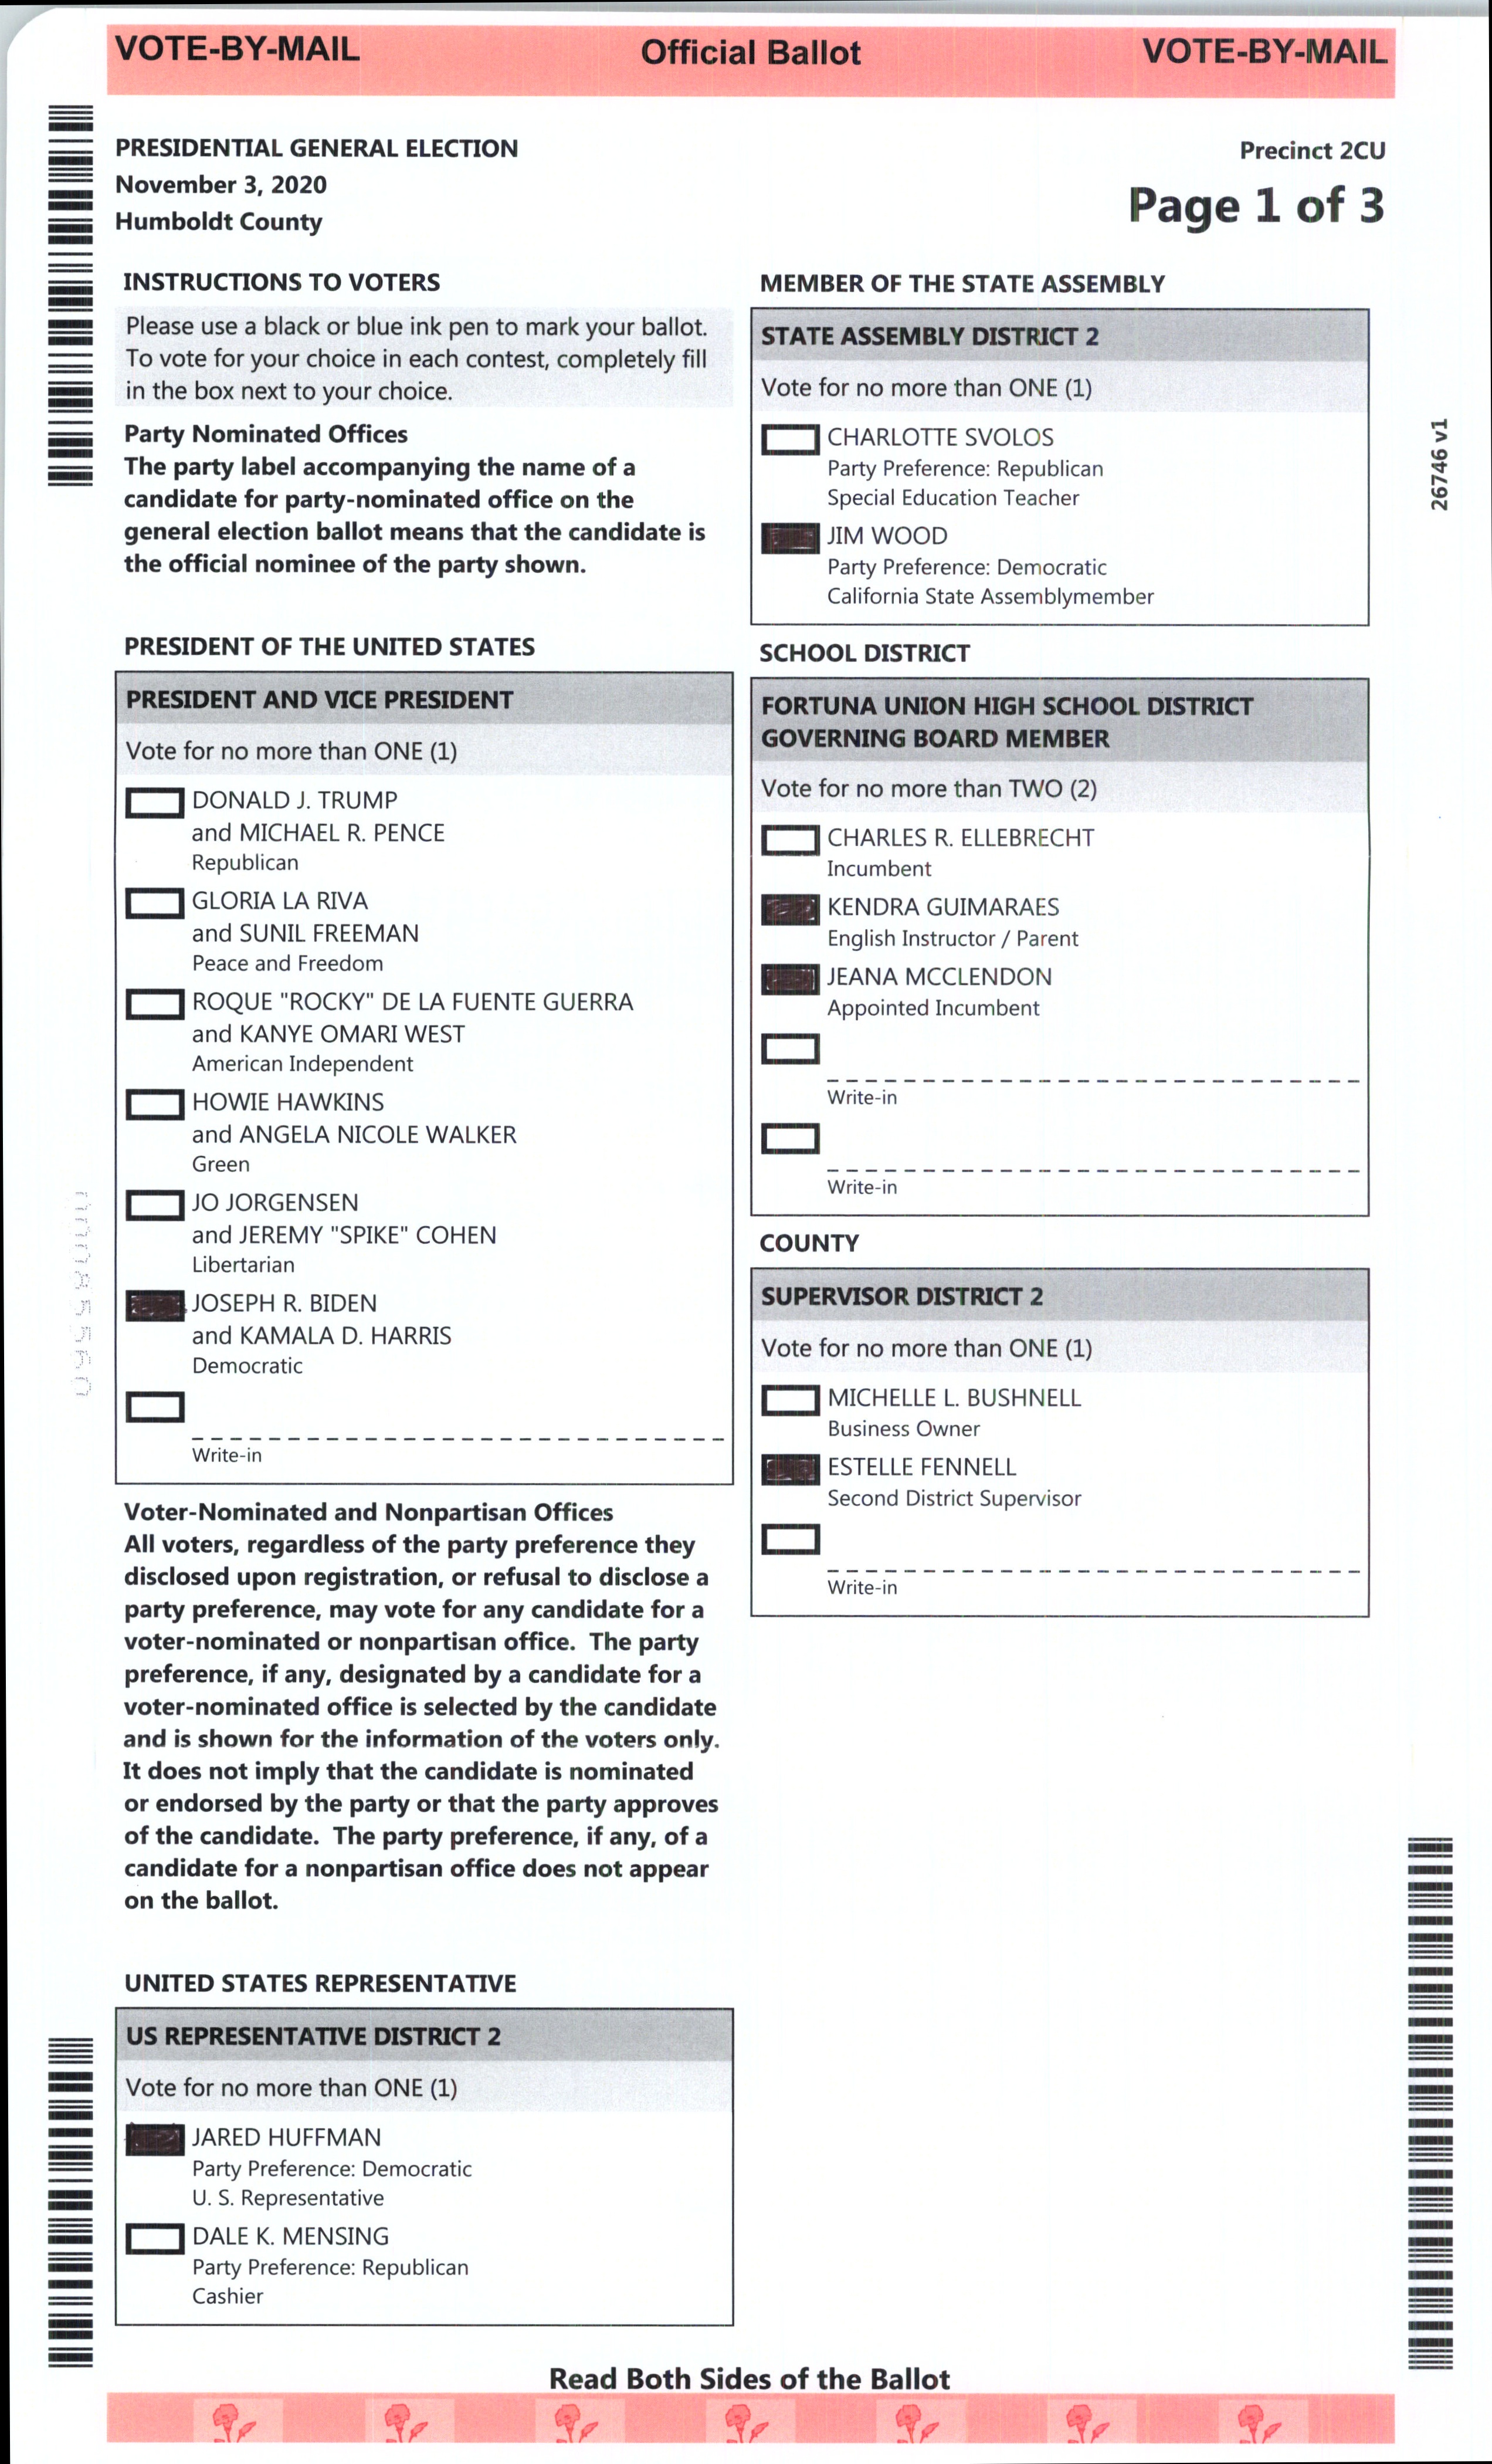 VOTE-BY-MAIL Official Ballot VOTE-BY-MAIL
PRESIDENTIAL GENERAL ELECTION
November 3, 2020
Humboldt County
Precinct 2CU
Page 1 of 3
INSTRUCTIONS TO VOTERS
Please use a black or blue ink pen to mark your ballot.
To vote for your choice in each contest, completely fill
in the box next to your choice.
Party Nominated Offices
The party label accompanying the name of a
candidate for party-nominated office on the
general election ballot means that the candidate is
the official nominee of the party shown.
PRESIDENT OF THE UNITED STATES
PRESIDENT AND VICE PRESIDENT
Vote for no more than ONE (1)
DONALD J. TRUMP
and MICHAEL R. PENCE
Republican
GLORIA LA RIVA
and SUNIL FREEMAN
Peace and Freedom
ROQUE "ROCKY" DE LA FUENTE GUERRA
and KANYE OMARI WEST
American Independent
HOWIE HAWKINS
and ANGELA NICOLE WALKER
Green
JO JORGENSEN
and JEREMY "SPIKE" COHEN
Libertarian
JOSEPH R. BIDEN
and KAMALA D. HARRIS
Democratic
Write-in
Voter-Nominated and Nonpartisan Offices
All voters, regardless of the party preference they
disclosed upon registration, or refusal to disclose a
party preference, may vote for any candidate for a
voter-nominated or nonpartisan office. The party
preference, if any, designated by a candidate for a
voter-nominated office is selected by the candidate
and is shown for the information of the voters only.
It does not imply that the candidate is nominated
or endorsed by the party or that the party approves
of the candidate. The party preference, if any, of a
candidate for a nonpartisan office does not appear
on the ballot.
UNITED STATES REPRESENTATIVE
US REPRESENTATIVE DISTRICT 2
Vote for no more than ONE (1)
JARED HUFFMAN
Party Preference: Democratic
U. S. Representative
DALE K. MENSING
Party Preference: Republican
Cashier
MEMBER OF THE STATE ASSEMBLY
STATE ASSEMBLY DISTRICT 2
Vote for no more than ONE (1)
CHARLOTTE SVOLOS
Party Preference: Republican
Special Education Teacher
JIM WOOD
Party Preference: Democratic
California State Assemblymember
SCHOOL DISTRICT
FORTUNA UNION HIGH SCHOOL DISTRICT
GOVERNING BOARD MEMBER
Vote for no more than TWO (2)
CHARLES R. ELLEBRECHT
Incumbent
KENDRA GUIMARAES
English Instructor / Parent
JEANA MCCLENDON
Appointed Incumbent
Write-in
Write-in
COUNTY
SUPERVISOR DISTRICT 2
Vote for no more than ONE (1)
MICHELLE L. BUSHNELL
Business Owner
ESTELLE FENNELL
Second District Supervisor
Write-in
26746 v1
Read Both Sides of the Ballot